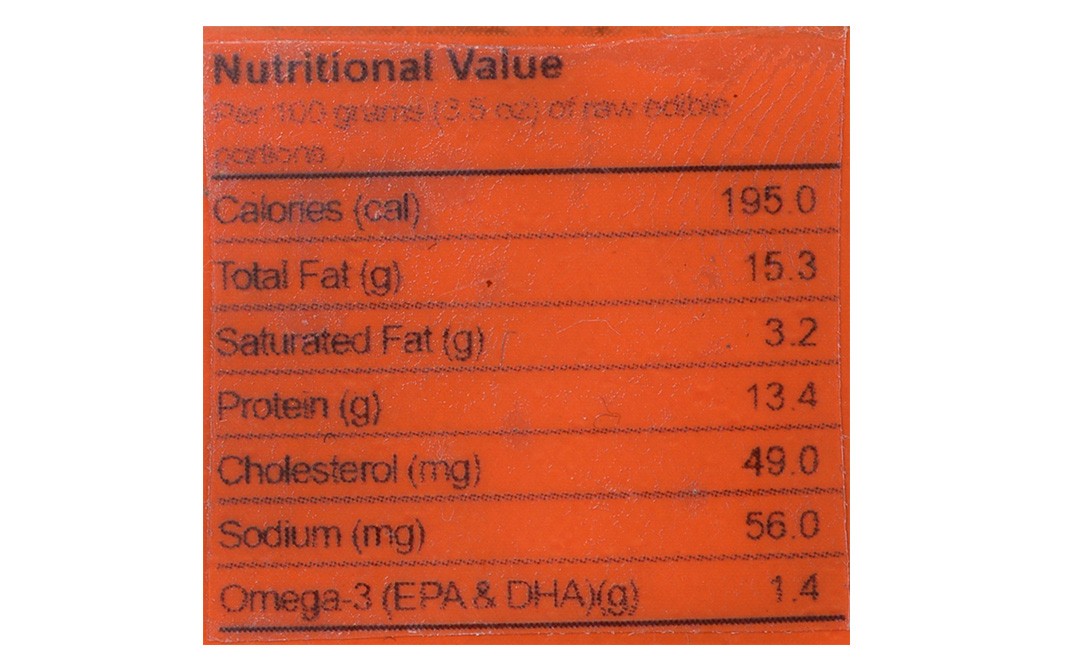 Nutritional Value
Per 100 grams (3.5 oz) of raw edible
portions
Calories (cal) 195.0
Total Fat (g) 15.3
Saturated Fat (g) 3.2
Protein (g) 13.4
Cholesterol (mg) 49.0
Sodium (mg) 56.0
Omega-3 (EPA & DHA)(g) 1.4